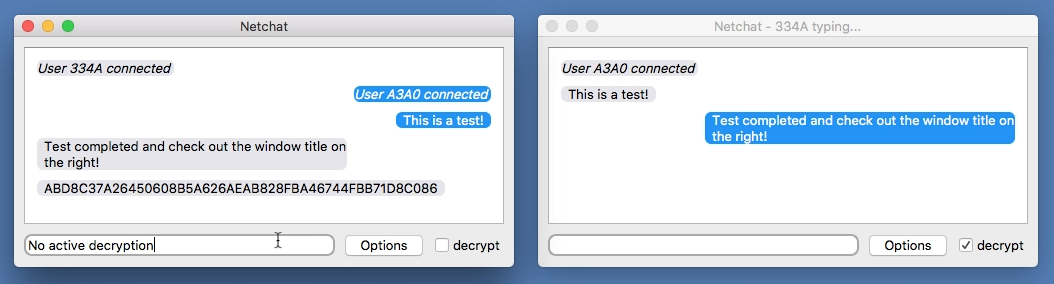 Netchat
User 334A connected
User A3A0 connected
This is a test!
Test completed and check out the window title on
the right!
ABD8C37A26450608B5A626AEAB828FBA46744FBB71D8C086
No active decryption
Options
decrypt
Netchat - 334A typing...
User A3A0 connected
This is a test!
Test completed and check out the window title on
the right!
Options
decrypt